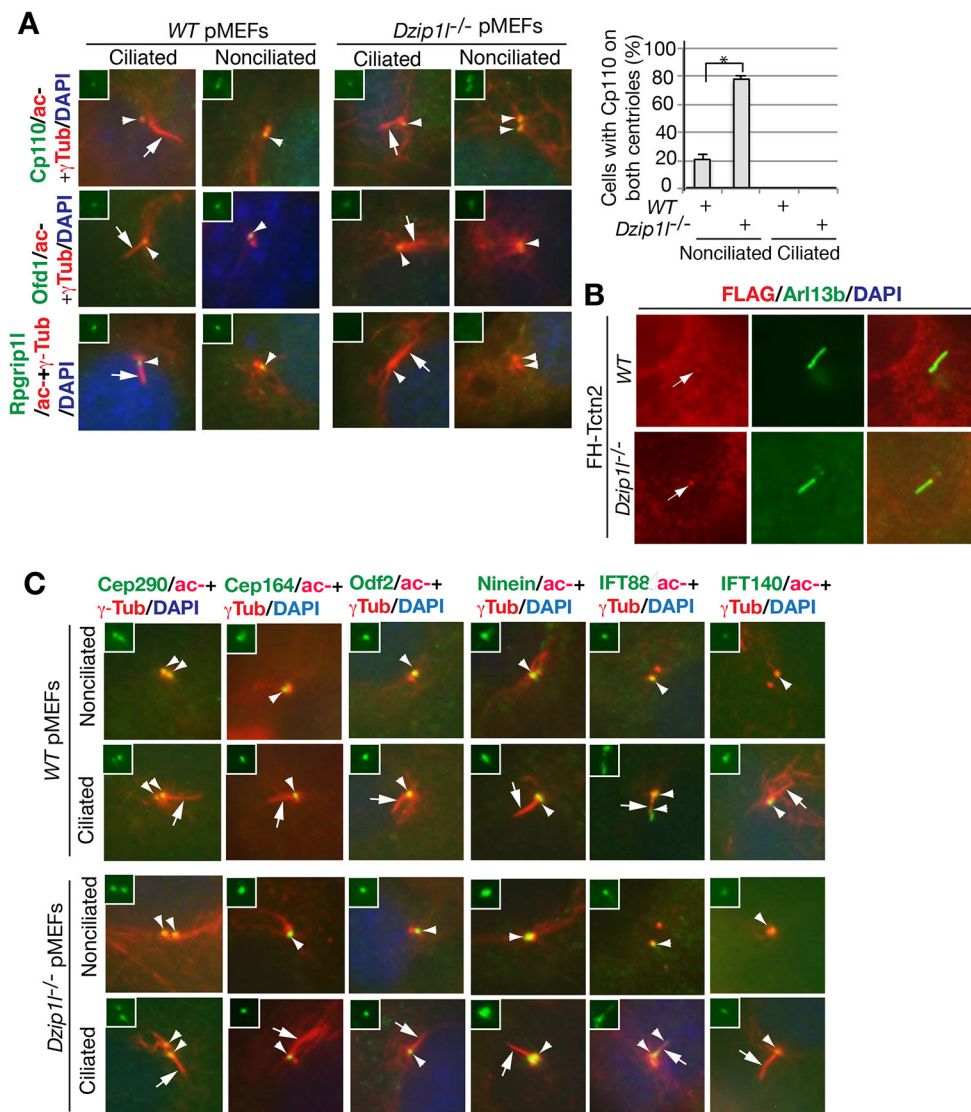 A
WT pMEFs
Dzip1l-/- pMEFs
Ciliated
Nonciliated
Ciliated
Nonciliated
Cp110/ac-
+γTub/DAPI
Ofd1/ac-
+γTub/DAPI
Rpgrip1l
/ac-+γ-Tub
/DAPI
Cells with Cp110 on
both centrioles (%)
100
80
60
40
20
0
*
WT + +
Dzip1l-/- + +
Nonciliated Ciliated
B
FLAG/Arl13b/DAPI
FH-Tctn2
WT
Dzip1l-/-
C
Cep290/ac-+
γ-Tub/DAPI
Cep164/ac-+
γTub/DAPI
Odf2/ac-+
γTub/DAPI
Ninein/ac-+
γTub/DAPI
IFT88/ac-+
γTub/DAPI
IFT140/ac-+
γTub/DAPI
WT pMEFs
Nonciliated
Ciliated
Dzip1l-/- pMEFs
Nonciliated
Ciliated